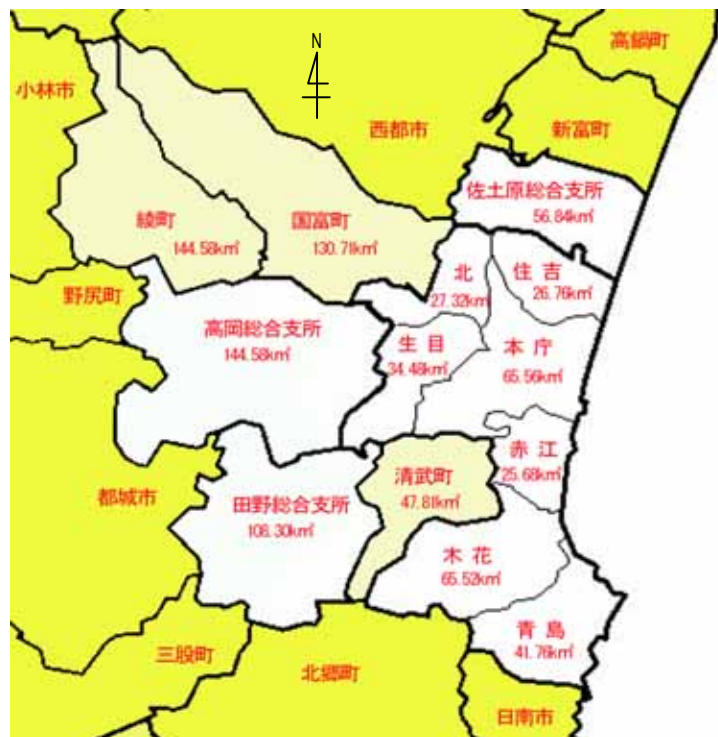 N
高鍋町
小林市
西都市
新富町
佐土原総合支所
56.84km²
綾町
144.58km²
国富町
130.71km²
北
27.32km²
住吉
26.76km²
野尻町
高岡総合支所
144.58km²
生目
34.48km²
本庁
65.56km²
赤江
25.68km²
清武町
47.81km²
都城市
田野総合支所
108.30km²
木花
65.52km²
青島
41.76km²
三股町
北郷町
日南市